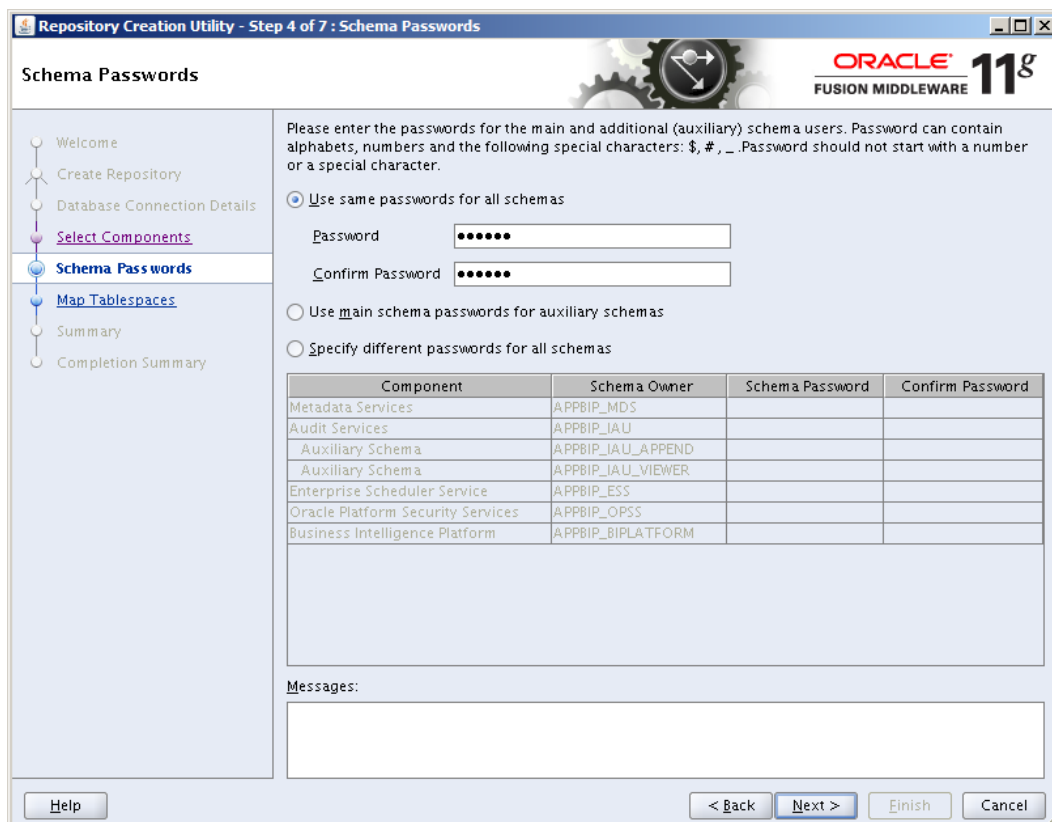 Repository Creation Utility - Step 4 of 7 : Schema Passwords
Schema Passwords
ORACLE®
FUSION MIDDLEWARE
11g
Welcome
Create Repository
Database Connection Details
Select Components
Schema Passwords
Map Tablespaces
Summary
Completion Summary
Please enter the passwords for the main and additional (auxiliary) schema users. Password can contain
alphabets, numbers and the following special characters: $, # , _ .Password should not start with a number
or a special character.
Use same passwords for all schemas
Password ••••••
Confirm Password ••••••
Use main schema passwords for auxiliary schemas
Specify different passwords for all schemas
Component Schema Owner Schema Password Confirm Password
Metadata Services APPBIP_MDS
Audit Services APPBIP_IAU
Auxiliary Schema APPBIP_IAU_APPEND
Auxiliary Schema APPBIP_IAU_VIEWER
Enterprise Scheduler Service APPBIP_ESS
Oracle Platform Security Services APPBIP_OPSS
Business Intelligence Platform APPBIP_BIPLATFORM
Messages:
Help < Back Next > Finish Cancel